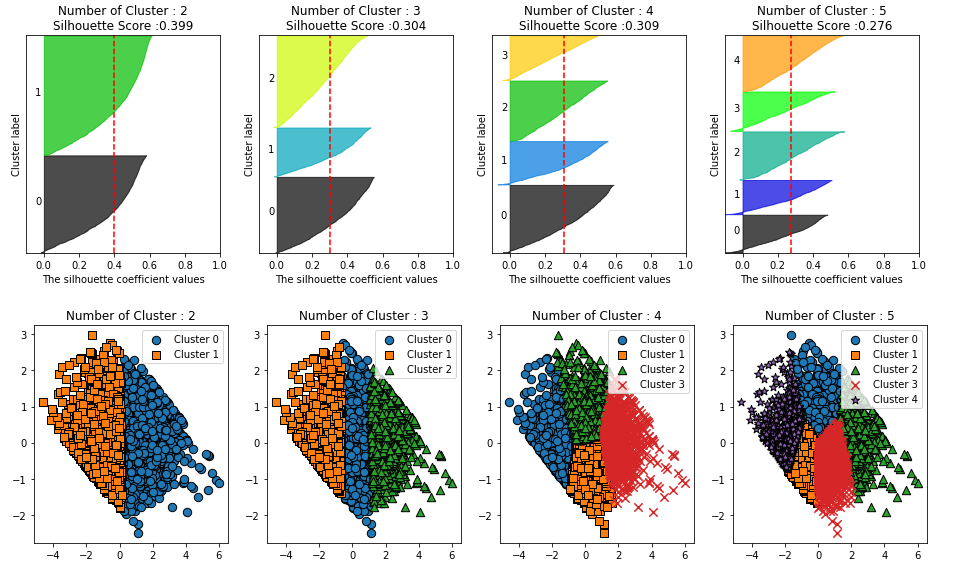 Number of Cluster : 2
Silhouette Score :0.399
Number of Cluster : 3
Silhouette Score :0.304
Number of Cluster : 4
Silhouette Score :0.309
Number of Cluster : 5
Silhouette Score :0.276
Cluster label
1
0
0.0 0.2 0.4 0.6 0.8 1.0
The silhouette coefficient values
Cluster label
2
1
0
0.0 0.2 0.4 0.6 0.8 1.0
The silhouette coefficient values
Cluster label
3
2
1
0
0.0 0.2 0.4 0.6 0.8 1.0
The silhouette coefficient values
Cluster label
4
3
2
1
0
0.0 0.2 0.4 0.6 0.8 1.0
The silhouette coefficient values
Number of Cluster : 2
Cluster 0
Cluster 1
3
2
1
0
−1
−2
−4 −2 0 2 4 6
Number of Cluster : 3
Cluster 0
Cluster 1
Cluster 2
3
2
1
0
−1
−2
−4 −2 0 2 4 6
Number of Cluster : 4
Cluster 0
Cluster 1
Cluster 2
Cluster 3
3
2
1
0
−1
−2
−4 −2 0 2 4 6
Number of Cluster : 5
Cluster 0
Cluster 1
Cluster 2
Cluster 3
Cluster 4
3
2
1
0
−1
−2
−4 −2 0 2 4 6